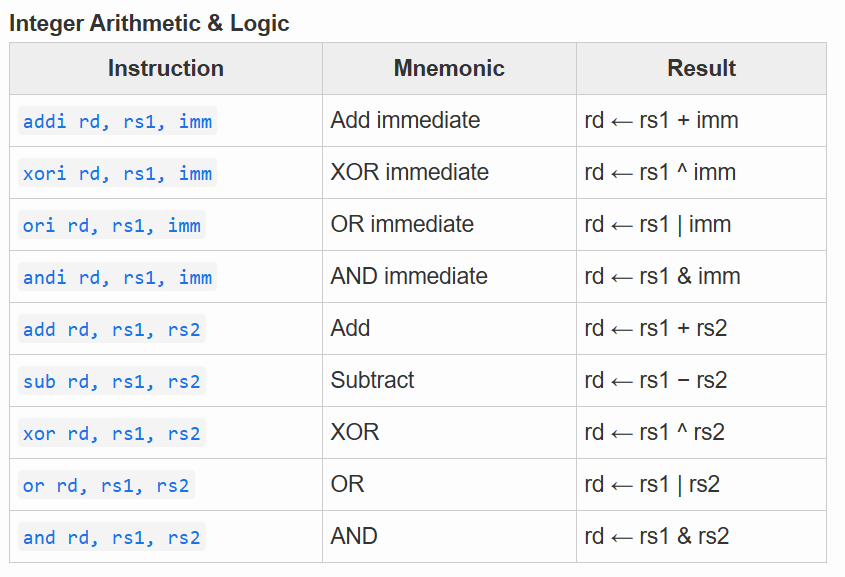 Integer Arithmetic & Logic
Instruction Mnemonic Result
addi rd, rs1, imm Add immediate rd ← rs1 + imm
xori rd, rs1, imm XOR immediate rd ← rs1 ^ imm
ori rd, rs1, imm OR immediate rd ← rs1 | imm
andi rd, rs1, imm AND immediate rd ← rs1 & imm
add rd, rs1, rs2 Add rd ← rs1 + rs2
sub rd, rs1, rs2 Subtract rd ← rs1 − rs2
xor rd, rs1, rs2 XOR rd ← rs1 ^ rs2
or rd, rs1, rs2 OR rd ← rs1 | rs2
and rd, rs1, rs2 AND rd ← rs1 & rs2